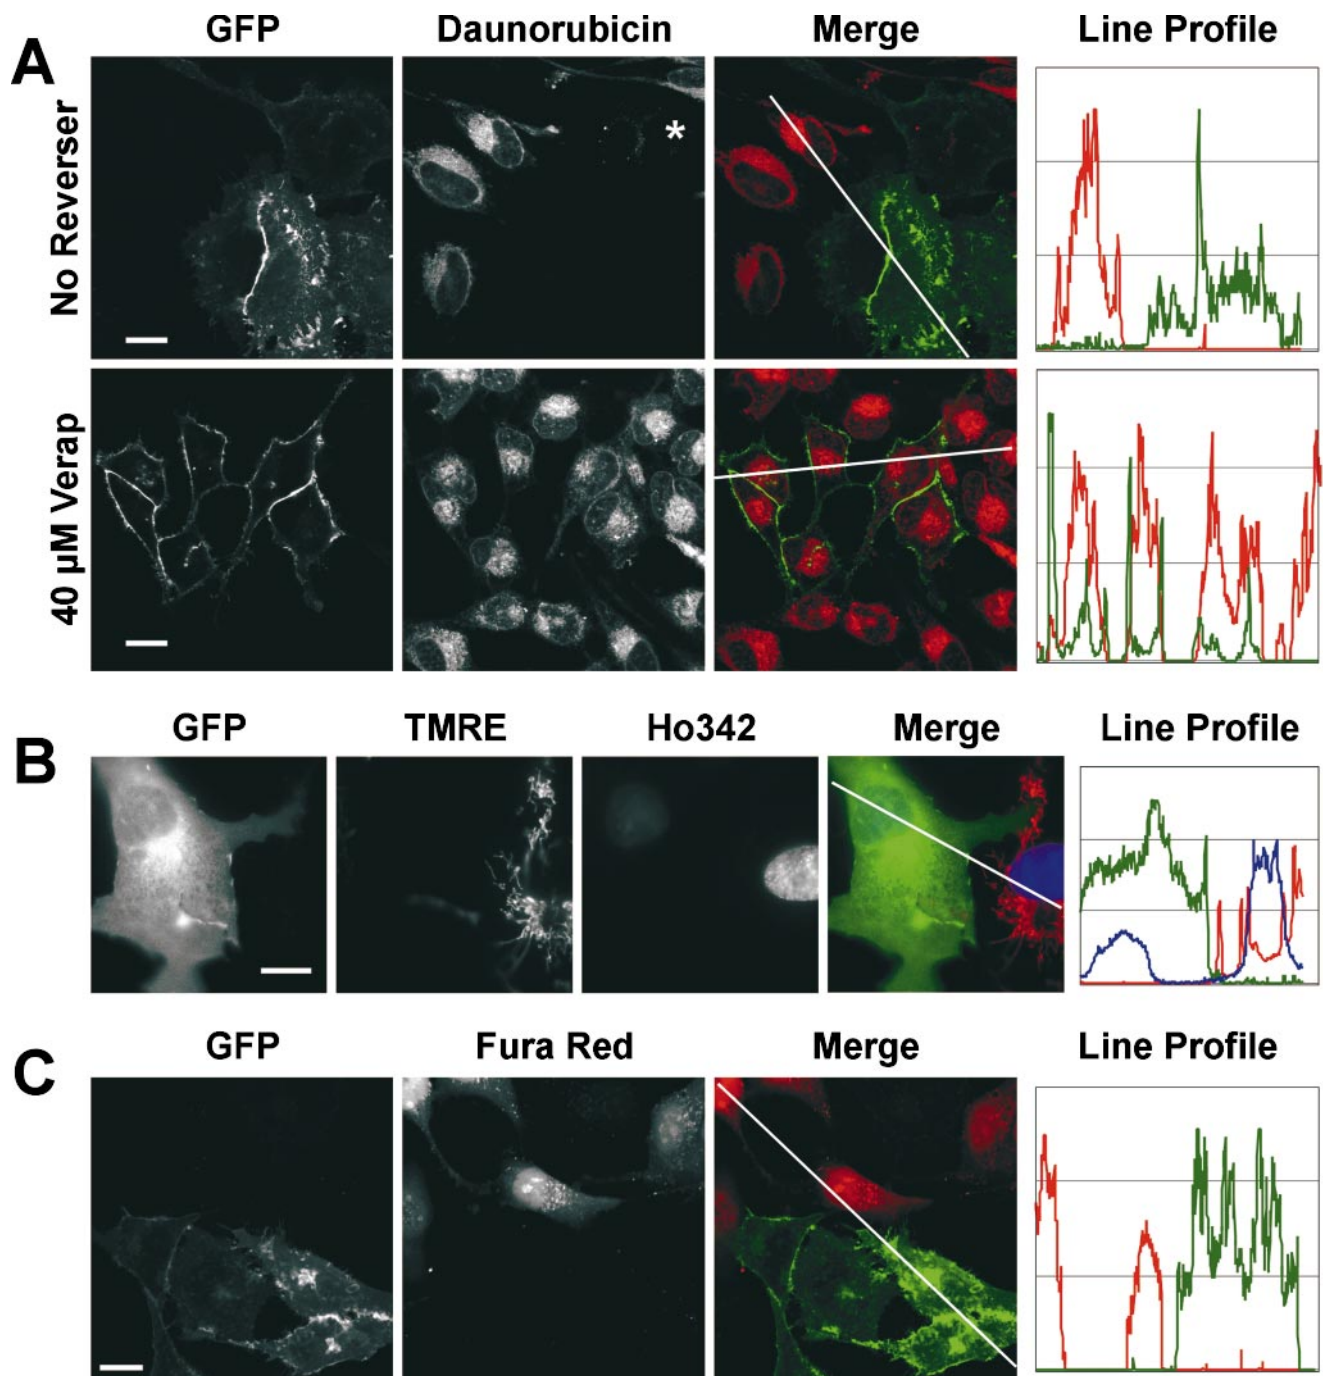 GFP Daunorubicin Merge Line Profile
A
No Reverser
*
40 µM Verap
GFP TMRE Ho342 Merge Line Profile
B
GFP Fura Red Merge Line Profile
C